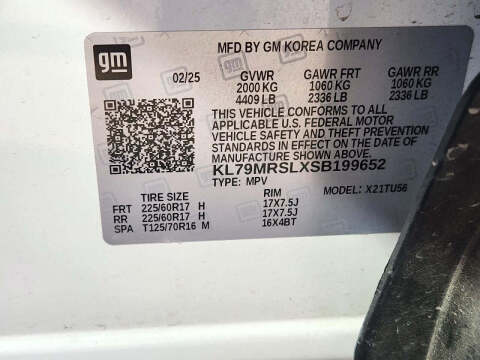 gm
MFD BY GM KOREA COMPANY
02/25 GVWR GAWR FRT GAWR RR
2000 KG 1060 KG 1060 KG
4409 LB 2336 LB 2336 LB
THIS VEHICLE CONFORMS TO ALL
APPLICABLE U.S. FEDERAL MOTOR
VEHICLE SAFETY AND THEFT PREVENTION
STANDARDS IN EFFECT ON THE DATE OF
MANUFACTURE SHOWN ABOVE.
KL79MRSLXSB199652
TYPE: MPV MODEL: X21TU56
TIRE SIZE RIM
FRT 225/60R17 H 17X7.5J
RR 225/60R17 H 17X7.5J
SPA T125/70R16 M 16X4BT